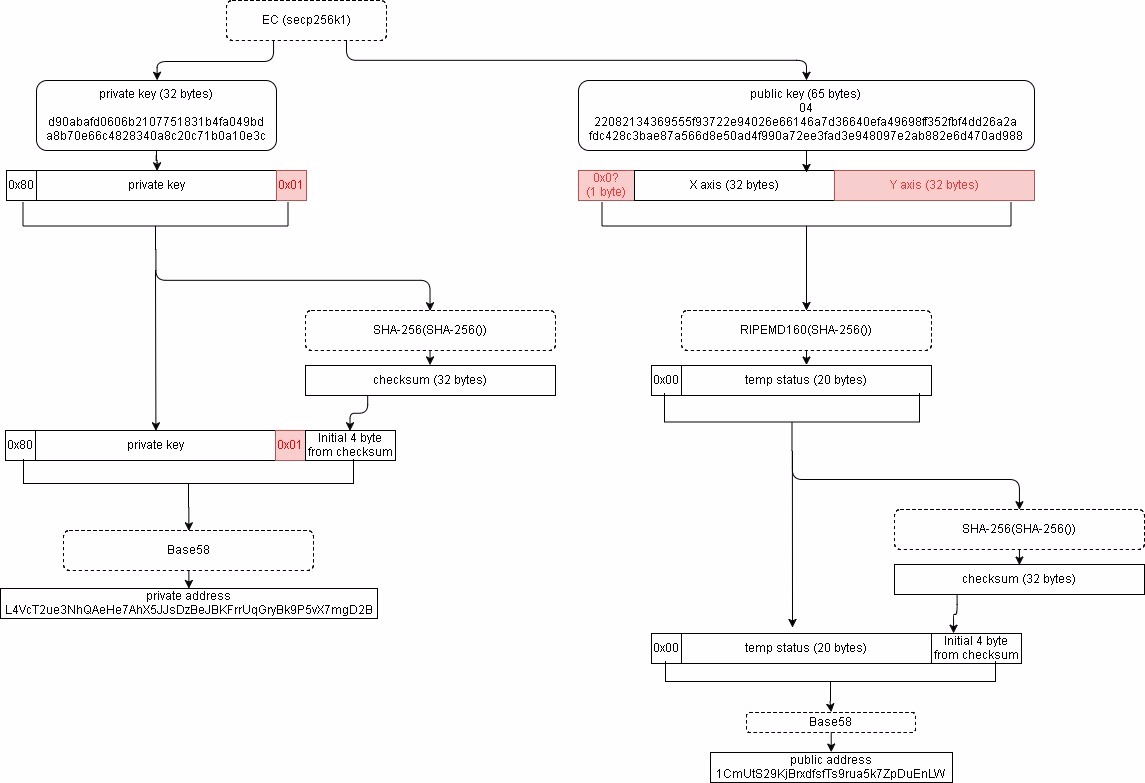 EC (secp256k1)
private key (32 bytes)
d90abafd0606b2107751831b4fa049bd
a8b70e66c4828340a8c20c71b0a10e3c
0x80
private key
0x01
SHA-256(SHA-256())
checksum (32 bytes)
0x80
private key
0x01
Initial 4 byte
from checksum
Base58
private address
L4VcT2ue3NhQAeHe7AhX5JJsDzBeJBKFrrUqGryBk9P5vX7mgD2B
public key (65 bytes)
04
22082134369555f93722e94026e66146a7d36640efa49698ff352fbf4dd26a2a
fdc428c3bae87a566d8e50ad4f990a72ee3fad3e948097e2ab882e6d470ad988
0x0?
(1 byte)
X axis (32 bytes)
Y axis (32 bytes)
RIPEMD160(SHA-256())
0x00
temp status (20 bytes)
SHA-256(SHA-256())
checksum (32 bytes)
0x00
temp status (20 bytes)
Initial 4 byte
from checksum
Base58
public address
1CmUtS29KjBrxdfsfTs9rua5k7ZpDuEnLW